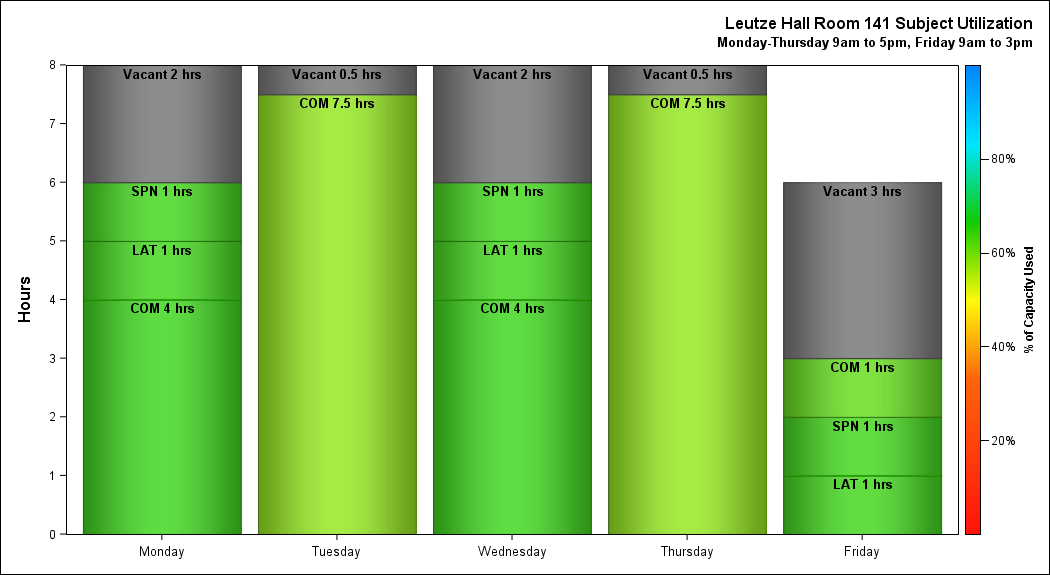 Leutze Hall Room 141 Subject Utilization
Monday-Thursday 9am to 5pm, Friday 9am to 3pm
Hours
8
7
6
5
4
3
2
1
0
Vacant 2 hrs
SPN 1 hrs
LAT 1 hrs
COM 4 hrs
Vacant 0.5 hrs
COM 7.5 hrs
Vacant 2 hrs
SPN 1 hrs
LAT 1 hrs
COM 4 hrs
Vacant 0.5 hrs
COM 7.5 hrs
Vacant 3 hrs
COM 1 hrs
SPN 1 hrs
LAT 1 hrs
Monday Tuesday Wednesday Thursday Friday
80%
60%
40%
20%
% of Capacity Used